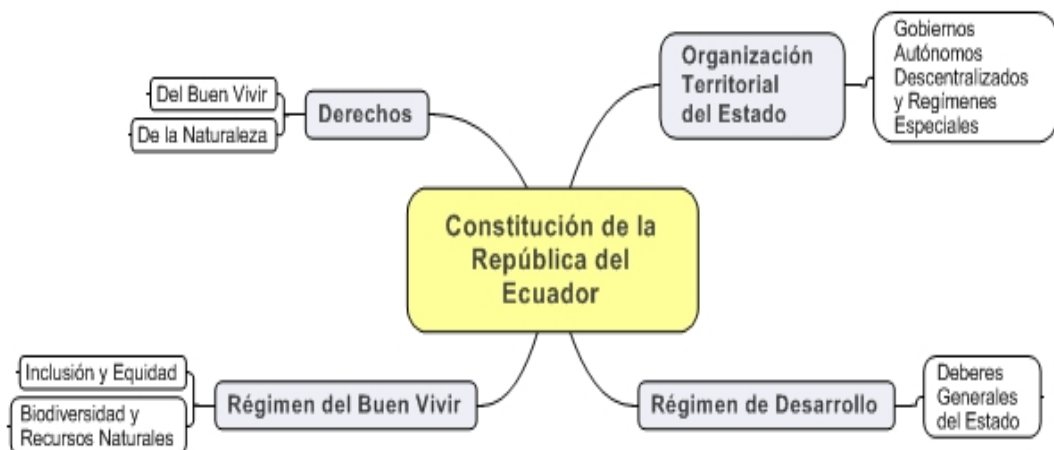 Constitución de la
República del
Ecuador
Derechos
Del Buen Vivir
De la Naturaleza
Organización
Territorial
del Estado
Gobiernos
Autónomos
Descentralizados
y Regimenes
Especiales
Régimen del Buen Vivir
Inclusión y Equidad
Biodiversidad y
Recursos Naturales
Régimen de Desarrollo
Deberes
Generales
del Estado